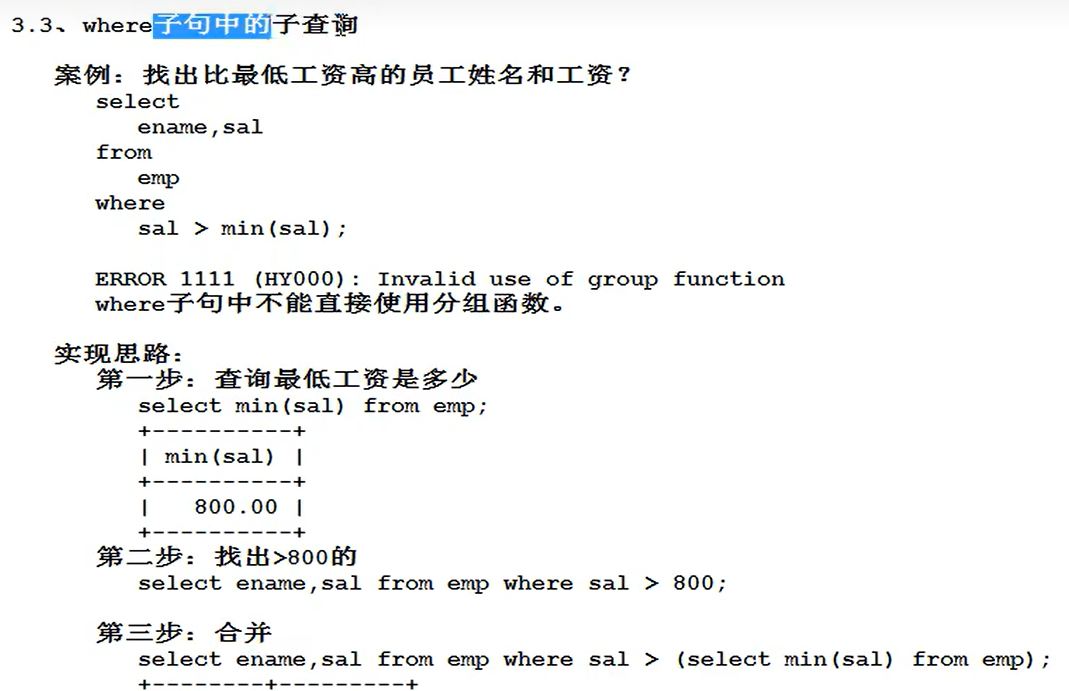 3.3、where子句中的子查询
案例：找出比最低工资高的员工姓名和工资？
select
ename,sal
from
emp
where
sal > min(sal);
ERROR 1111 (HY000): Invalid use of group function
where子句中不能直接使用分组函数。
实现思路：
第一步：查询最低工资是多少
select min(sal) from emp;
+----------+
| min(sal) |
+----------+
|   800.00 |
+----------+
第二步：找出>800的
select ename,sal from emp where sal > 800;
第三步：合并
select ename,sal from emp where sal > (select min(sal) from emp);
+--------+---------+